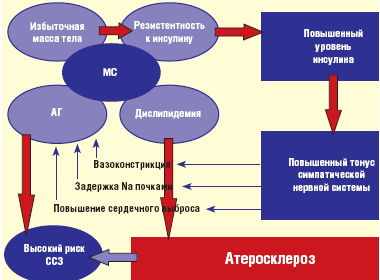 Избыточная
масса тела
Резистентность
к инсулину
Повышенный
уровень
инсулина
МС
АГ
Дислипидемия
Вазоконстрикция
Задержка Na почками
Повышение сердечного выброса
Повышенный тонус
симпатической
нервной системы
Высокий риск
ССЗ
Атеросклероз